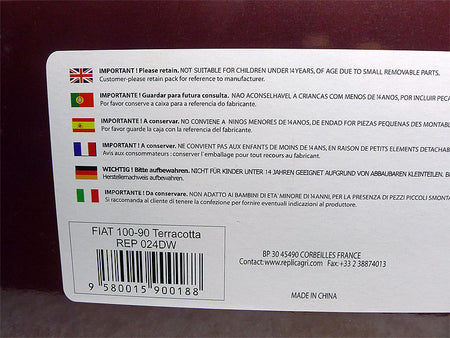 IMPORTANT ! Please retain. NOT SUITABLE FOR CHILDREN UNDER 14 YEARS, OF AGE DUE TO SMALL REMOVABLE PARTS.
Customer-please retain pack for reference to manufacturer.
IMPORTANTE ! Guardar para futura consulta. NAO ACONSELHAVEL A CRIANCAS COM MENOS DE 14 ANOS, POR INCLUIR
Por favor conserve a caixa para a referencia do fabricante.
IMPORTANTE ! A conservar. NO CONVIENE A NINOS MENORES DE 14 ANOS, DE ENDAD FOR PIEZAS PEQUENAS DES
Por favor guarde la caja con la referencia del fabricante.
IMPORTANT ! A conserver. NE CONVIENT PAS AUX ENFANTS DE MOINS DE 14 ANS, EN RAISON DE PETITS ELEMENTS
Avis aux consommateurs : conserver l'emballage pour tout recours au fabricant.
WICHTIG ! Bitte aufbewahren. NICHT FÜR KINDER UNTER 14 JAHREN GEEIGNET AUFGRUND VON ABBAUBAREN KLEINTEILEN.
Herstellernachweis aufbewahren.
IMPORTANTE ! Da conservare. NON ADATTO AI BAMBINI DI ETA' MINORE DI 14 ANNI, PER LA PRESENZA DI PEZZI PICCOLI
Si raccomanda al cliente di tenere la confezione per fornire eventuali indicazioni al produttore.
FIAT 100-90 Terracotta
REP 024DW
9 580015 900188
BP 30 45490 CORBEILLES FRANCE
Contact: www.replicagri.com Fax: +33 2 38874013
MADE IN CHINA